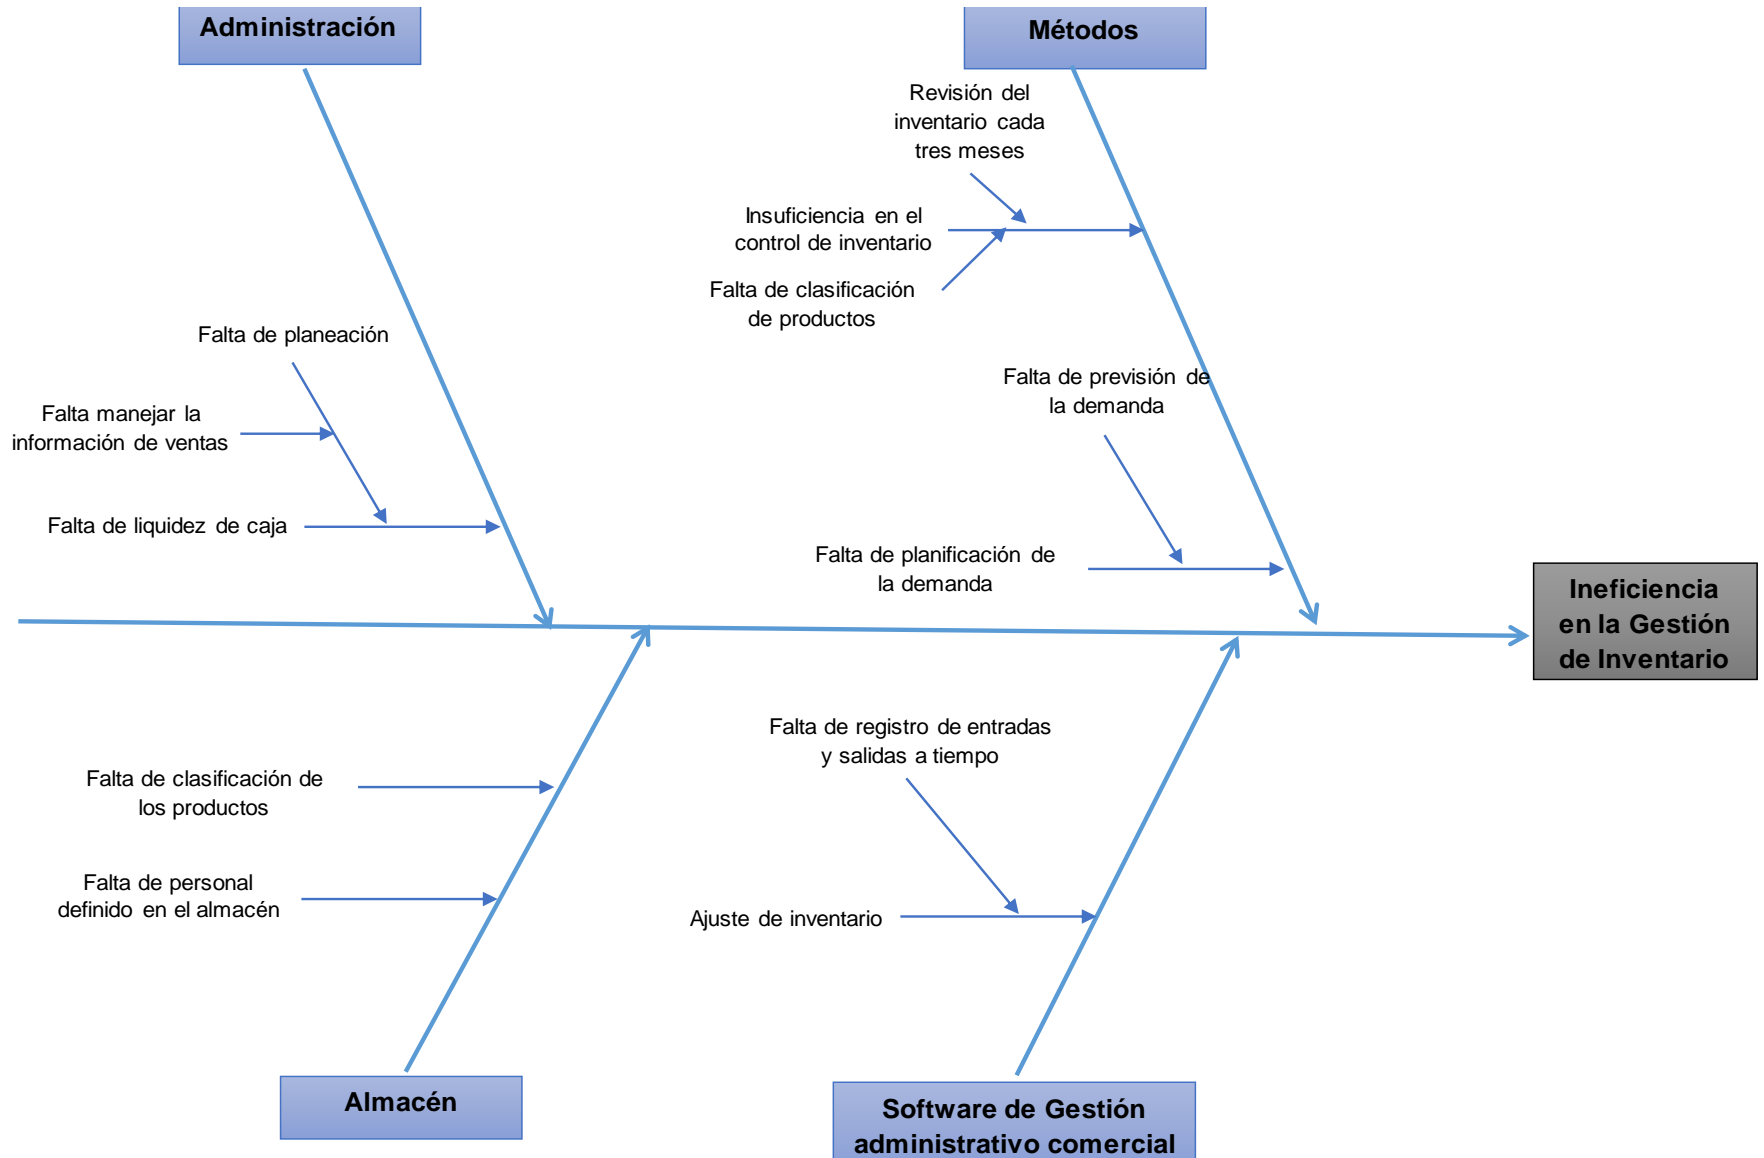 Administración
Métodos
Revisión del
inventario cada
tres meses
Insuficiencia en el
control de inventario
Falta de clasificación
de productos
Falta de planeación
Falta manejar la
información de ventas
Falta de liquidez de caja
Falta de previsión de
la demanda
Falta de planificación de
la demanda
Ineficiencia
en la Gestión
de Inventario
Falta de clasificación de
los productos
Falta de personal
definido en el almacén
Falta de registro de entradas
y salidas a tiempo
Ajuste de inventario
Almacén
Software de Gestión
administrativo comercial